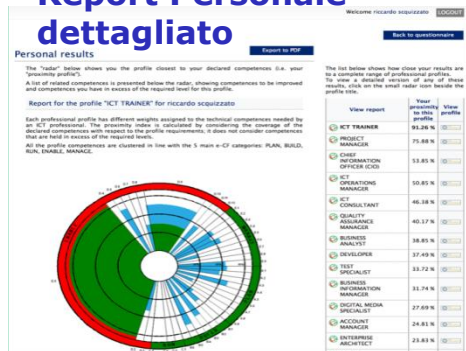 Report Personale
dettagliato
Welcome riccardo scquizzato LOGOUT
Back to questionnaire
Personal results
Export to PDF
The "radar" below shows you the profile closest to your declared competences (i.e. your
"proximity profile").
A list of related competences is presented below the radar, showing competences to be improved
and competences you have in excess of the required level for this profile.
Report for the profile "ICT TRAINER" for riccardo scquizzato
Each professional profile has different weights assigned to the technical competences needed by
an ICT professional. The proximity index is calculated by considering the coverage of the
declared competences with respect to the profile requirements; it does not consider competences
that are held in excess of the required levels.
All the profile competences are clustered in line with the 5 main e-CF categories: PLAN, BUILD,
RUN, ENABLE, MANAGE.
The list below shows how close your results are
to a complete range of professional profiles.
To view a detailed version of any of these
results, click on the small radar icon beside the
profile title.
View report
Your
proximity
to this
profile
View
profile
ICT TRAINER 91.26 %
PROJECT
MANAGER 75.88 %
CHIEF
INFORMATION
OFFICER (CIO) 53.85 %
ICT
OPERATIONS
MANAGER 50.85 %
ICT
CONSULTANT 46.18 %
QUALITY
ASSURANCE
MANAGER 40.17 %
BUSINESS
ANALYST 38.85 %
DEVELOPER 37.49 %
TEST
SPECIALIST 33.72 %
BUSINESS
INFORMATION
MANAGER 31.74 %
DIGITAL MEDIA
SPECIALIST 27.69 %
ACCOUNT
MANAGER 24.81 %
ENTERPRISE
ARCHITECT 23.83 %